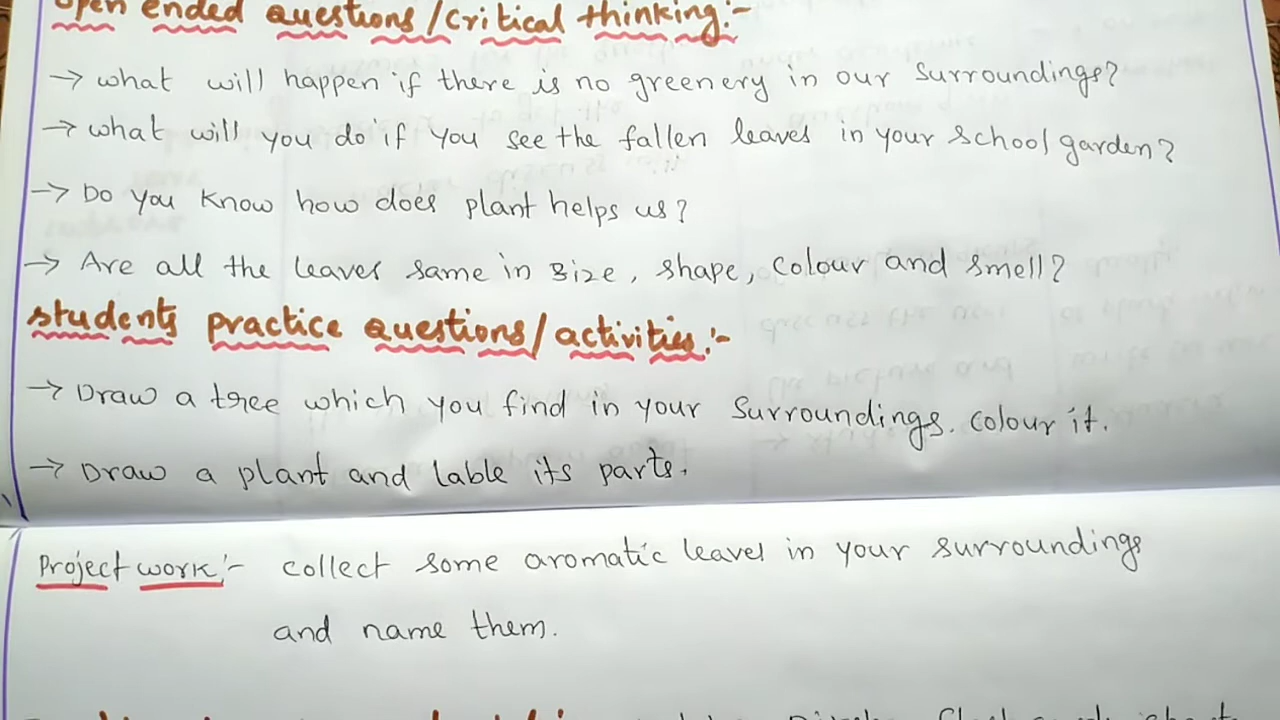 Open ended questions/critical thinking:-
→ what will happen if there is no greenery in our surroundings?
→ what will you do if you see the fallen leaves in your school garden?
→ Do you know how does plant helps us?
→ Are all the leaves same in size, shape, colour and smell?
students practice questions/activities:-
→ Draw a tree which you find in your surroundings. colour it.
→ Draw a plant and lable its parts.
Project work:- collect some aromatic leaves in your surroundings
and name them.